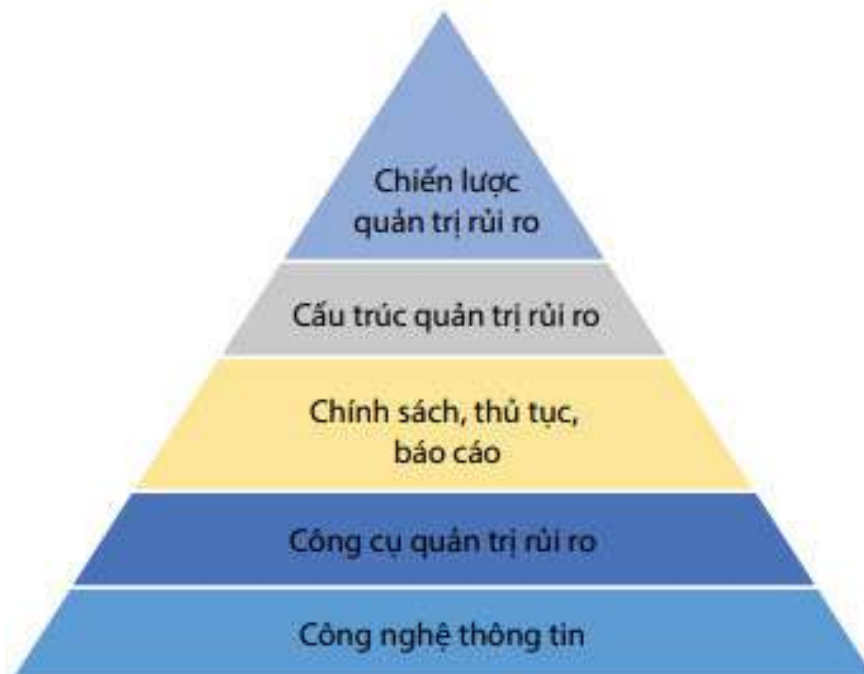 Chiến lược
quản trị rủi ro
Cấu trúc quản trị rủi ro
Chính sách, thủ tục,
báo cáo
Công cụ quản trị rủi ro
Công nghệ thông tin